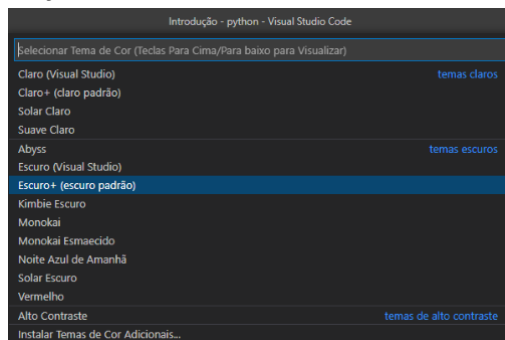 Introdução - python - Visual Studio Code
Selecionar Tema de Cor (Teclas Para Cima/Para baixo para Visualizar)
Claro (Visual Studio) temas claros
Claro+ (claro padrão)
Solar Claro
Suave Claro
Abyss temas escuros
Escuro (Visual Studio)
Escuro+ (escuro padrão)
Kimbie Escuro
Monokai
Monokai Esmaecido
Noite Azul de Amanhã
Solar Escuro
Vermelho
Alto Contraste temas de alto contraste
Instalar Temas de Cor Adicionais...